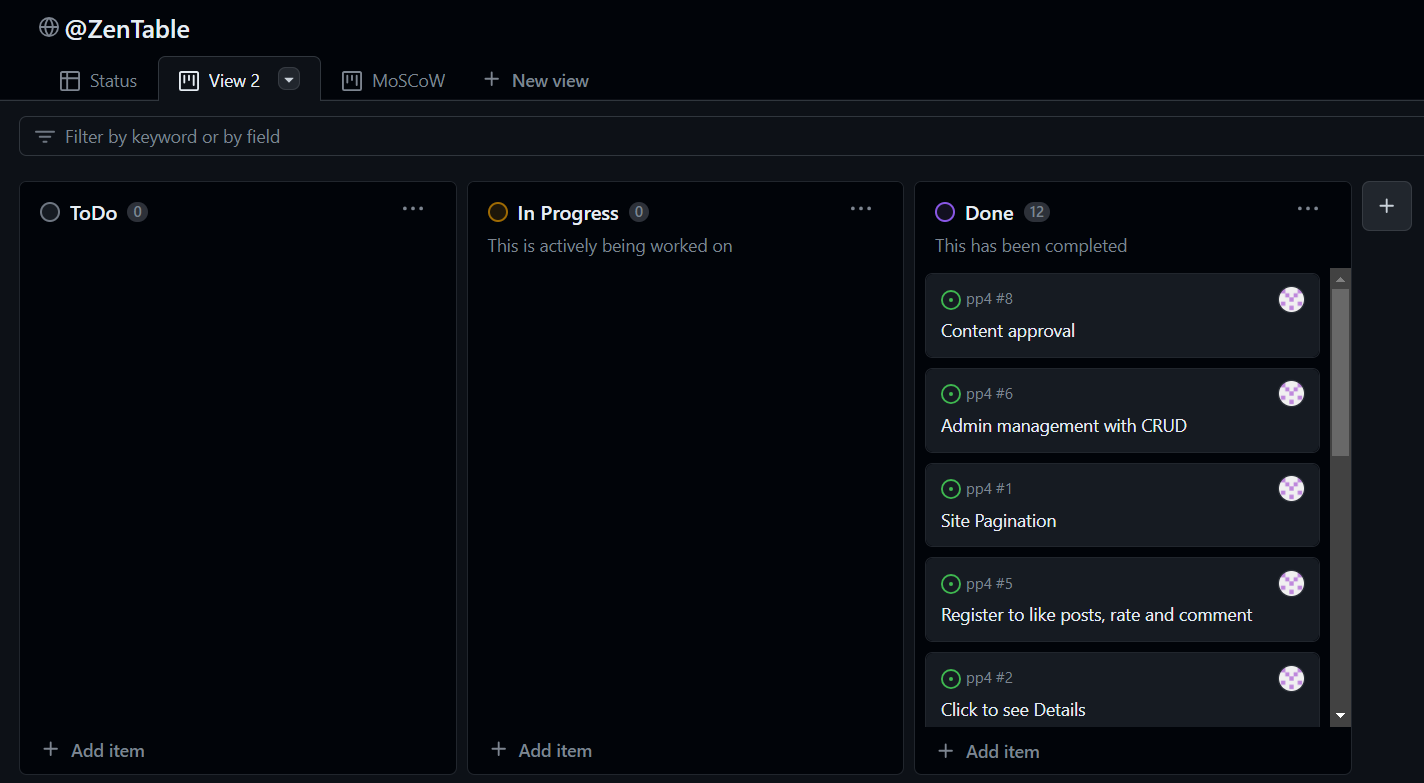 @ZenTable
Status
View 2
MoSCoW
New view
Filter by keyword or by field
ToDo 0
In Progress 0
This is actively being worked on
Done 12
This has been completed
pp4 #8
Content approval
pp4 #6
Admin management with CRUD
pp4 #1
Site Pagination
pp4 #5
Register to like posts, rate and comment
pp4 #2
Click to see Details
Add item
Add item
Add item